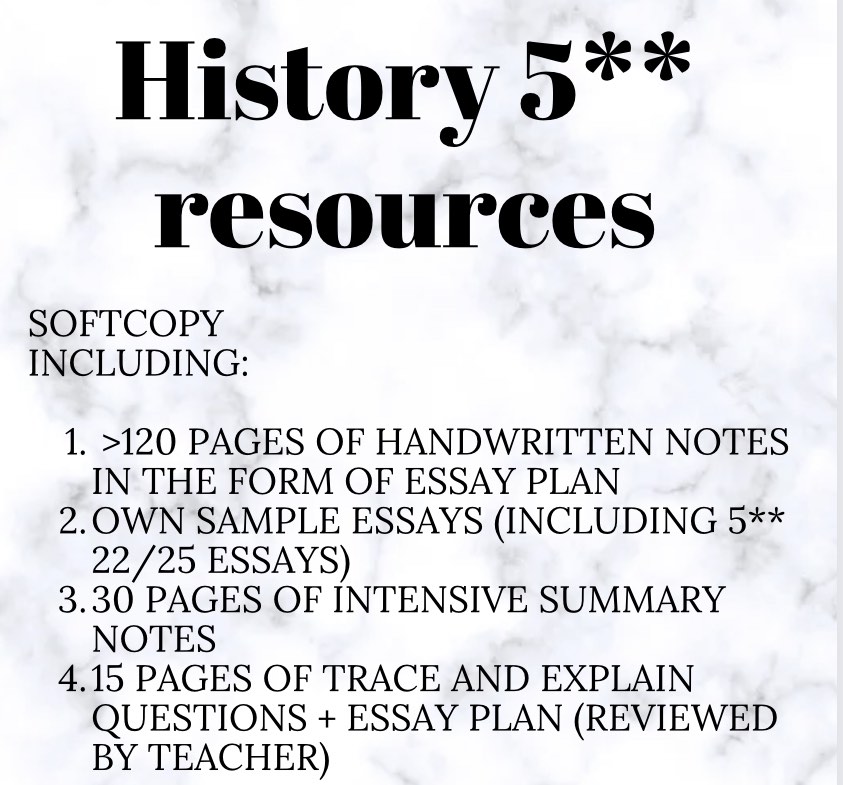 History 5**
resources
SOFTCOPY
INCLUDING:
1. >120 PAGES OF HANDWRITTEN NOTES
IN THE FORM OF ESSAY PLAN
2. OWN SAMPLE ESSAYS (INCLUDING 5**
22/25 ESSAYS)
3. 30 PAGES OF INTENSIVE SUMMARY
NOTES
4. 15 PAGES OF TRACE AND EXPLAIN
QUESTIONS + ESSAY PLAN (REVIEWED
BY TEACHER)